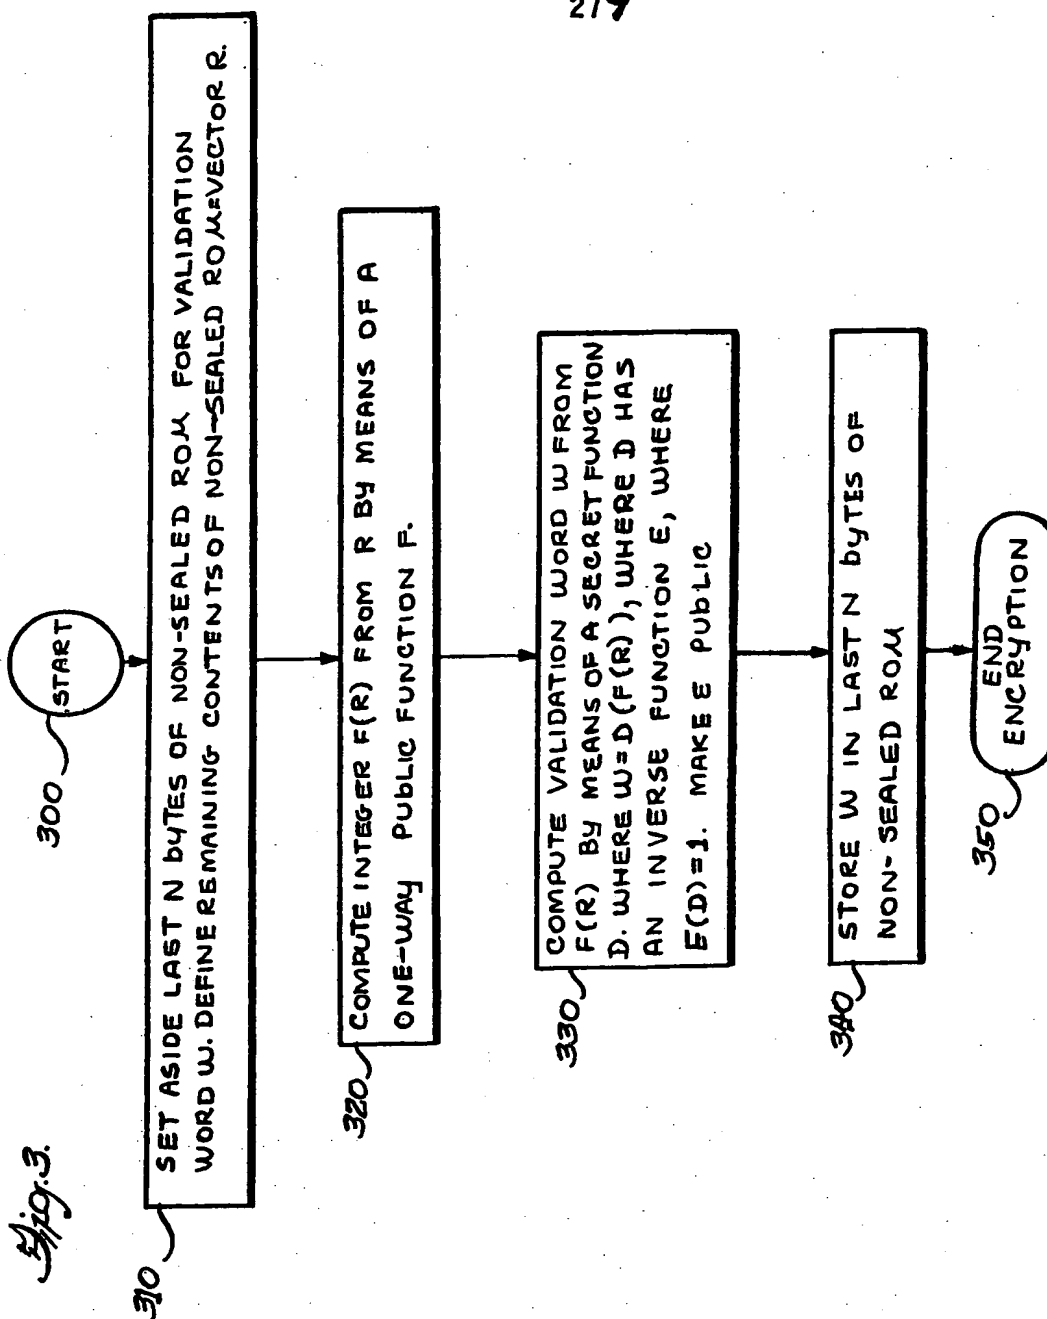 2/9
Fig. 3.
300
START
310
SET ASIDE LAST N bYTES OF NON-SEALED ROM FOR VALIDATION
WORD W. DEFINE REMAINING CONTENTS OF NON-SEALED ROM=VECTOR R.
320
COMPUTE INTEGER F(R) FROM R BY MEANS OF A
ONE-WAY PUBLIC FUNCTION F.
330
COMPUTE VALIDATION WORD W FROM
F(R) BY MEANS OF A SECRET FUNCTION
D. WHERE W=D(F(R)), WHERE D HAS
AN INVERSE FUNCTION E, WHERE
E(D)=1. MAKE E PUBLIC
340
STORE W IN LAST N bYTES OF
NON-SEALED ROM
350
END
ENCRYPTION